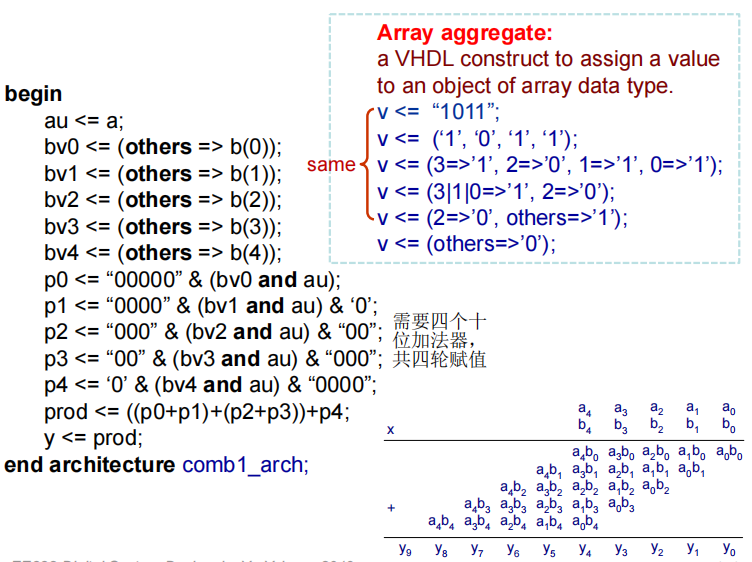 Array aggregate:
a VHDL construct to assign a value
to an object of array data type.
v <= “1011”;
v <= (‘1’, ‘0’, ‘1’, ‘1’);
v <= (3=>’1’, 2=>’0’, 1=>’1’, 0=>’1’);
v <= (3|1|0=>’1’, 2=>’0’);
v <= (2=>’0’, others=>’1’);
v <= (others=>’0’);
same
begin
au <= a;
bv0 <= (others => b(0));
bv1 <= (others => b(1));
bv2 <= (others => b(2));
bv3 <= (others => b(3));
bv4 <= (others => b(4));
p0 <= “00000” & (bv0 and au);
p1 <= “0000” & (bv1 and au) & ‘0’;
p2 <= “000” & (bv2 and au) & “00”;
p3 <= “00” & (bv3 and au) & “000”;
p4 <= ‘0’ & (bv4 and au) & “0000”;
prod <= ((p0+p1)+(p2+p3))+p4;
y <= prod;
end architecture comb1_arch;
需要四个十
位加法器，
共四轮赋值
a4 a3 a2 a1 a0
x b4 b3 b2 b1 b0
a4b0 a3b0 a2b0 a1b0 a0b0
a4b1 a3b1 a2b1 a1b1 a0b1
a4b2 a3b2 a2b2 a1b2 a0b2
+ a4b3 a3b3 a2b3 a1b3 a0b3
a4b4 a3b4 a2b4 a1b4 a0b4
y9 y8 y7 y6 y5 y4 y3 y2 y1 y0